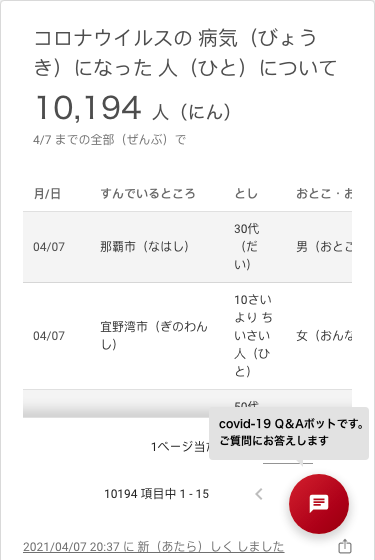 コロナウイルスの 病気（びょう
き）になった 人（ひと）について
10,194 人（にん）
4/7 までの全部（ぜんぶ）で
月/日 すんでいるところ とし おとこ・お
04/07 那覇市（なはし） 30代
（だ
い） 男（おとこ
04/07 宜野湾市（ぎのわん
し） 10さい
より ち
いさい
人（ひ
と） 女（おんな
50代
1ページ当た
covid-19 Q＆Aボットです。
ご質問にお答えします
10194 項目中 1 - 15
2021/04/07 20:37 に 新（あたら）しく しました